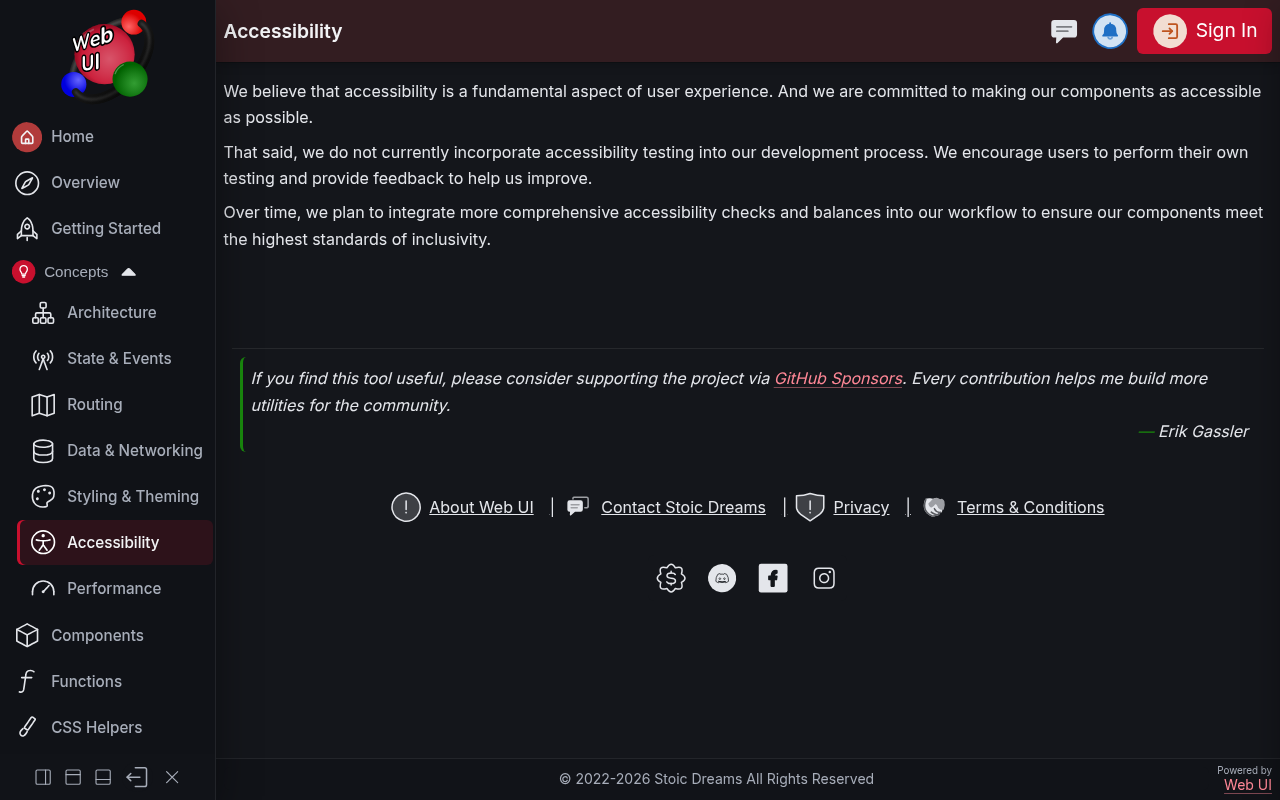 Web
UI
Home
Overview
Getting Started
Concepts
Architecture
State & Events
Routing
Data & Networking
Styling & Theming
Accessibility
Performance
Components
Functions
CSS Helpers
Accessibility
Sign In
We believe that accessibility is a fundamental aspect of user experience. And we are committed to making our components as accessible
as possible.
That said, we do not currently incorporate accessibility testing into our development process. We encourage users to perform their own
testing and provide feedback to help us improve.
Over time, we plan to integrate more comprehensive accessibility checks and balances into our workflow to ensure our components meet
the highest standards of inclusivity.
If you find this tool useful, please consider supporting the project via GitHub Sponsors. Every contribution helps me build more
utilities for the community.
— Erik Gassler
About Web UI | Contact Stoic Dreams | Privacy | Terms & Conditions
© 2022-2026 Stoic Dreams All Rights Reserved
Powered by
Web UI